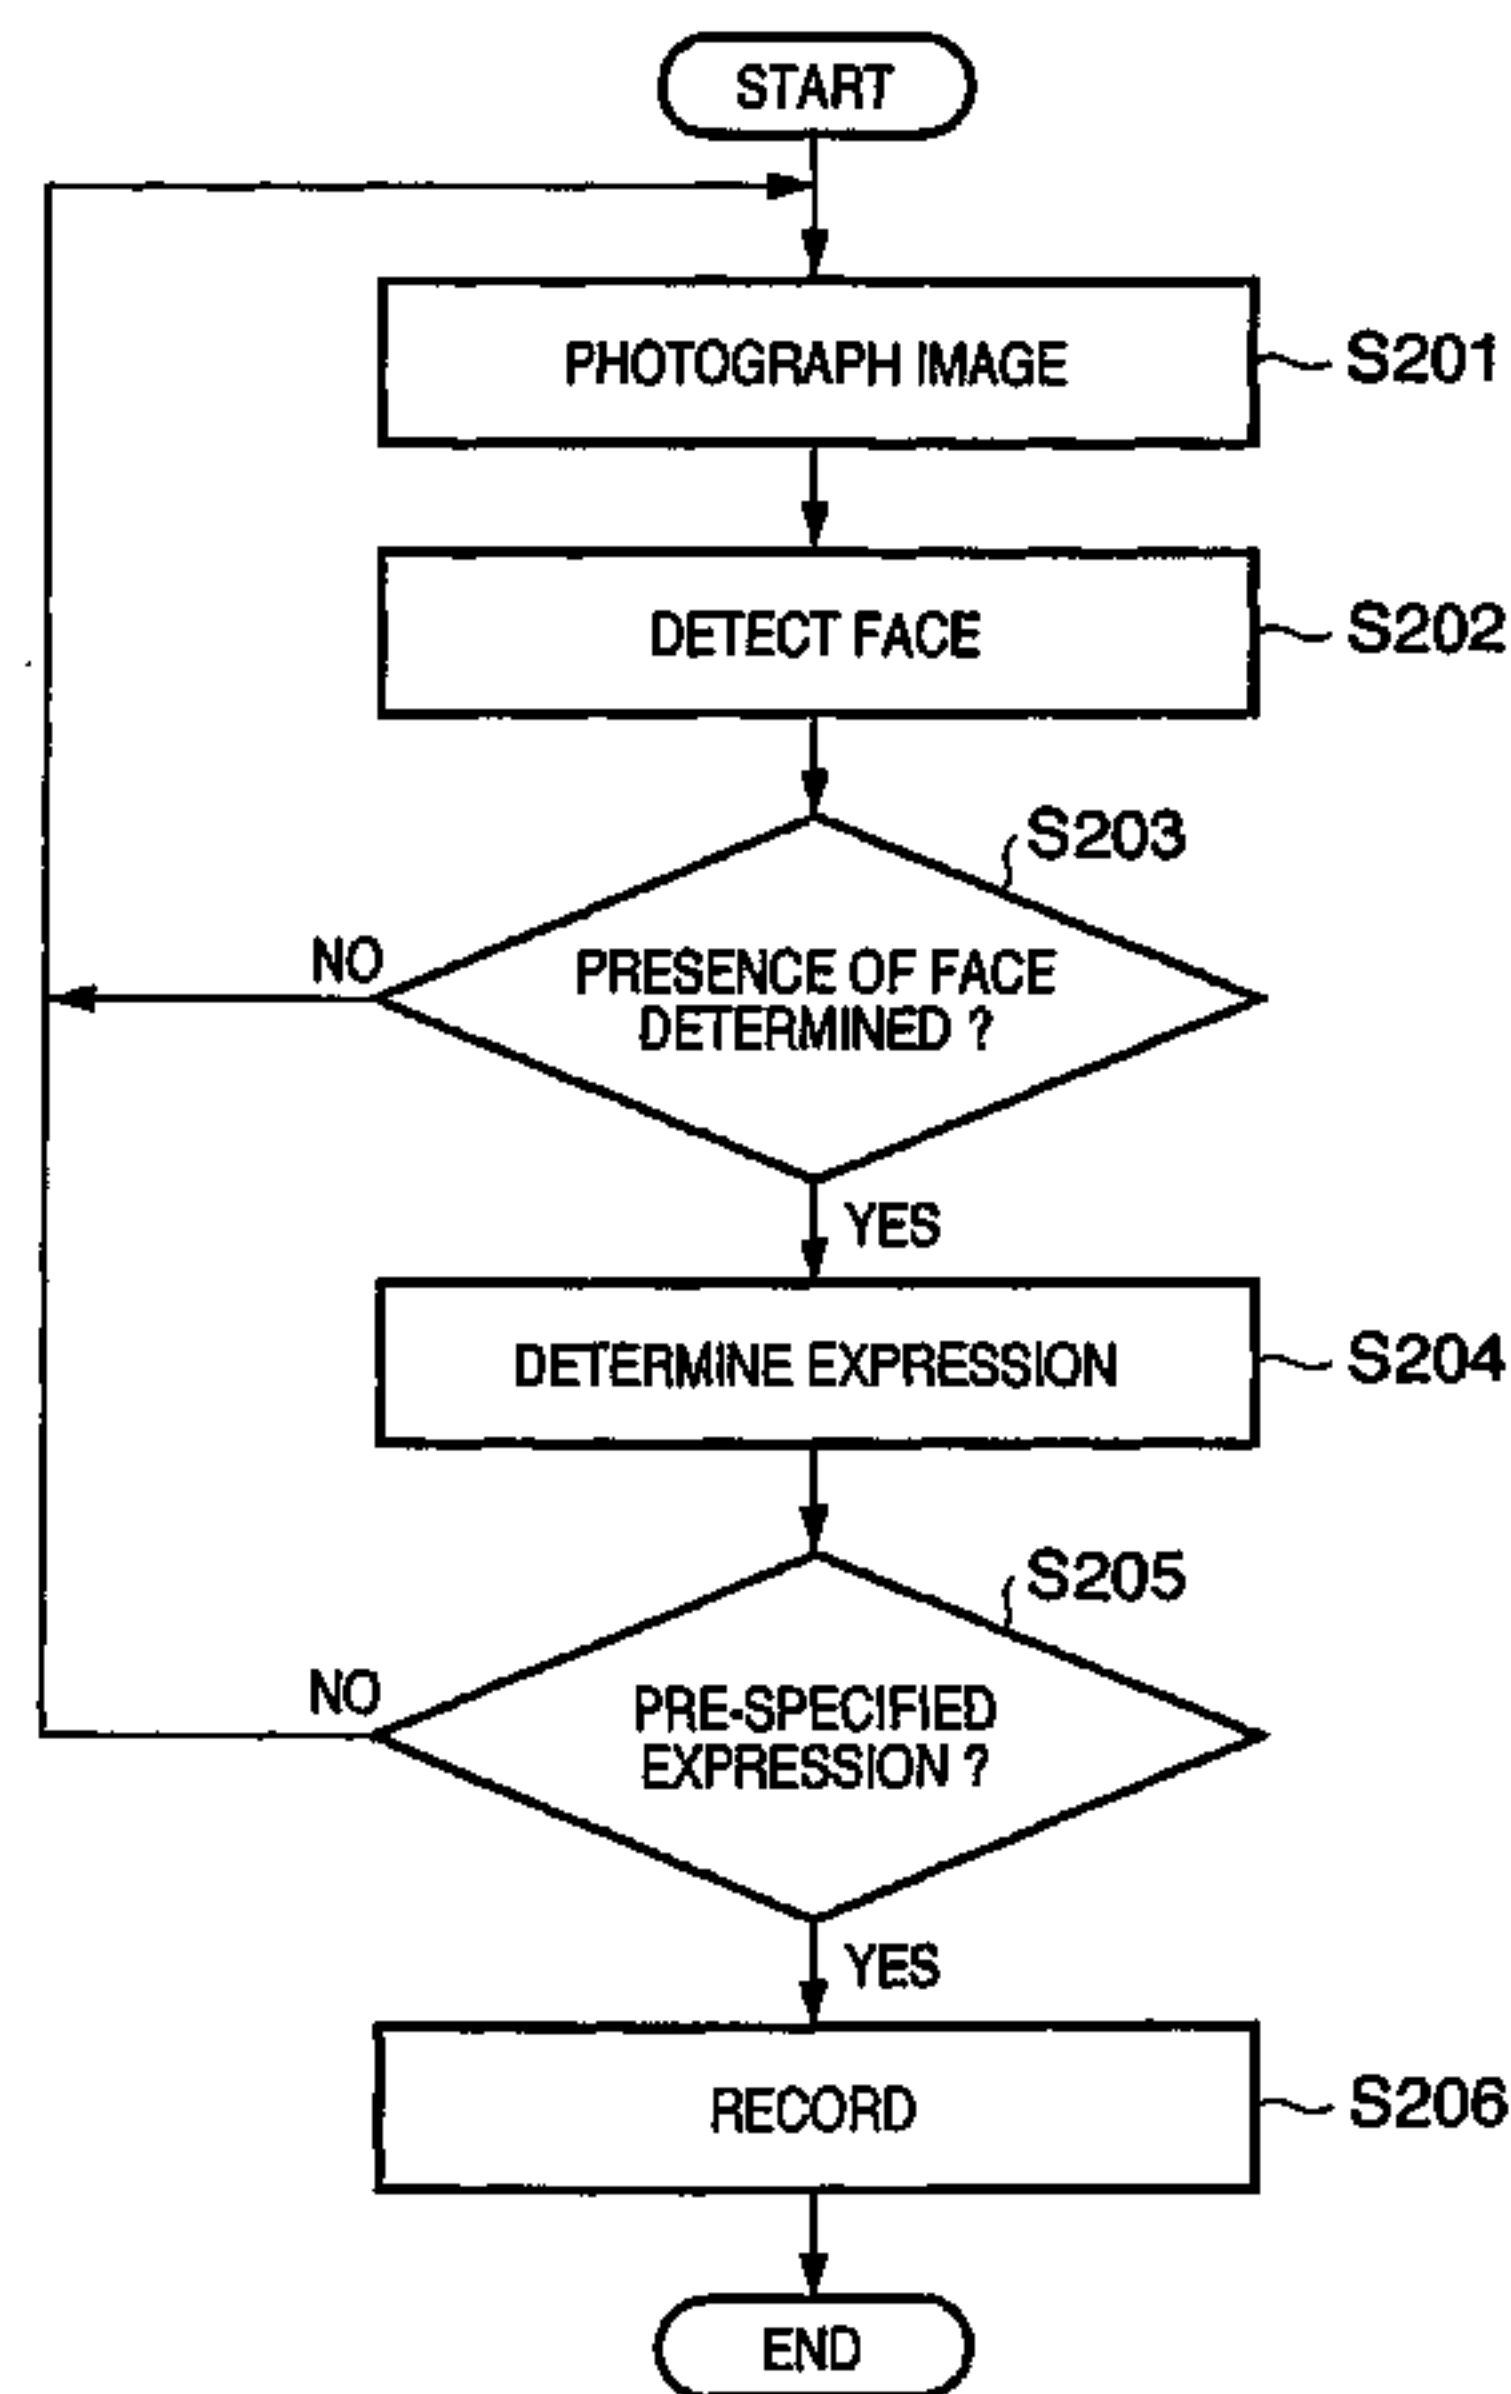 START
PHOTOGRAPH IMAGE
S201
DETECT FACE
S202
S203
NO
PRESENCE OF FACE
DETERMINED ?
YES
DETERMINE EXPRESSION
S204
S205
NO
PRE-SPECIFIED
EXPRESSION ?
YES
RECORD
S206
END